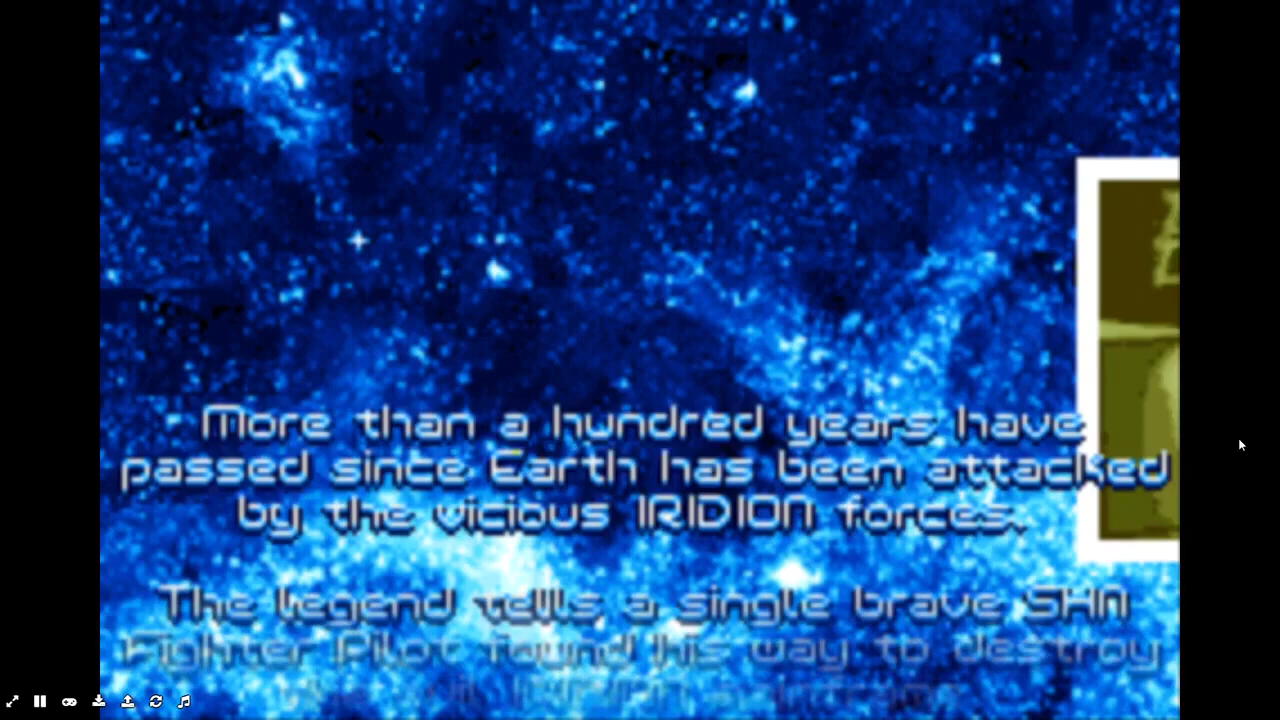 More than a hundred years have
passed since Earth has been attacked
by the vicious IRIDION forces.
The legend tells a single brave SHN
Fighter Pilot found his way to destroy